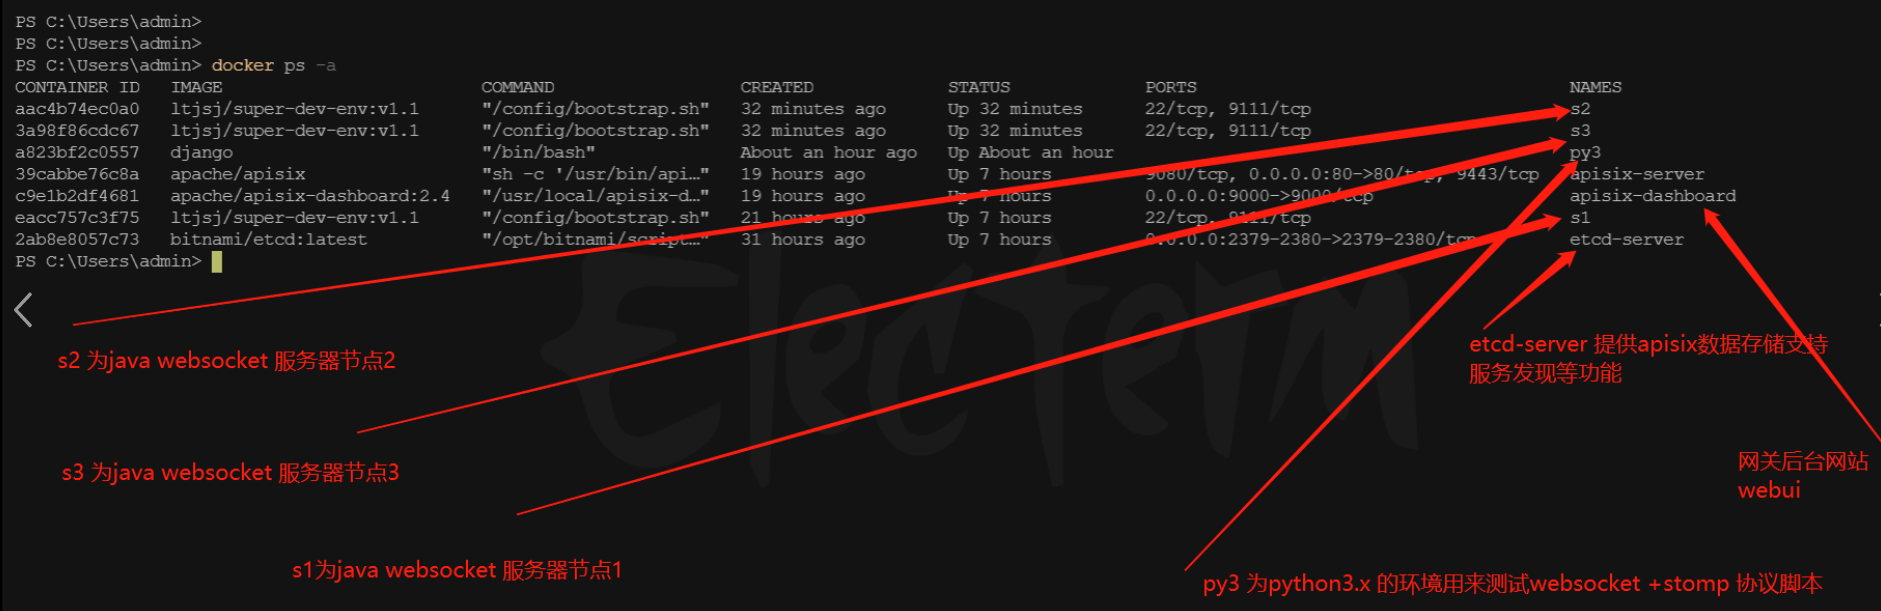 PS C:\Users\admin>
PS C:\Users\admin>
PS C:\Users\admin> docker ps -a
CONTAINER ID   IMAGE   COMMAND   CREATED   STATUS   PORTS   NAMES
aac4b74ec0a0   ltjsj/super-dev-env:v1.1   "/config/bootstrap.sh"   32 minutes ago   Up 32 minutes   22/tcp, 9111/tcp   s2
3a98f86cdc67   ltjsj/super-dev-env:v1.1   "/config/bootstrap.sh"   32 minutes ago   Up 32 minutes   22/tcp, 9111/tcp   s3
a823bf2c0557   django   "/bin/bash"   About an hour ago   Up About an hour   py3
39cabbe76c8a   apache/apisix   "sh -c '/usr/bin/api…"   19 hours ago   Up 7 hours   9080/tcp, 0.0.0.0:80->80/tcp, 9443/tcp   apisix-server
c9e1b2df4681   apache/apisix-dashboard:2.4   "/usr/local/apisix-d…"   19 hours ago   Up 7 hours   0.0.0.0:9000->9000/tcp   apisix-dashboard
eacc757c3f75   ltjsj/super-dev-env:v1.1   "/config/bootstrap.sh"   21 hours ago   Up 7 hours   22/tcp, 9111/tcp   s1
2ab8e8057c73   bitnami/etcd:latest   "/opt/bitnami/script…"   31 hours ago   Up 7 hours   0.0.0.0:2379-2380->2379-2380/tcp   etcd-server
PS C:\Users\admin>
Electerm
etcd-server 提供apisix数据存储支持
服务发现等功能
s2 为java websocket 服务器节点2
网关后台网站
webui
s3 为java websocket 服务器节点3
s1为java websocket 服务器节点1
py3 为python3.x 的环境用来测试websocket +stomp 协议脚本